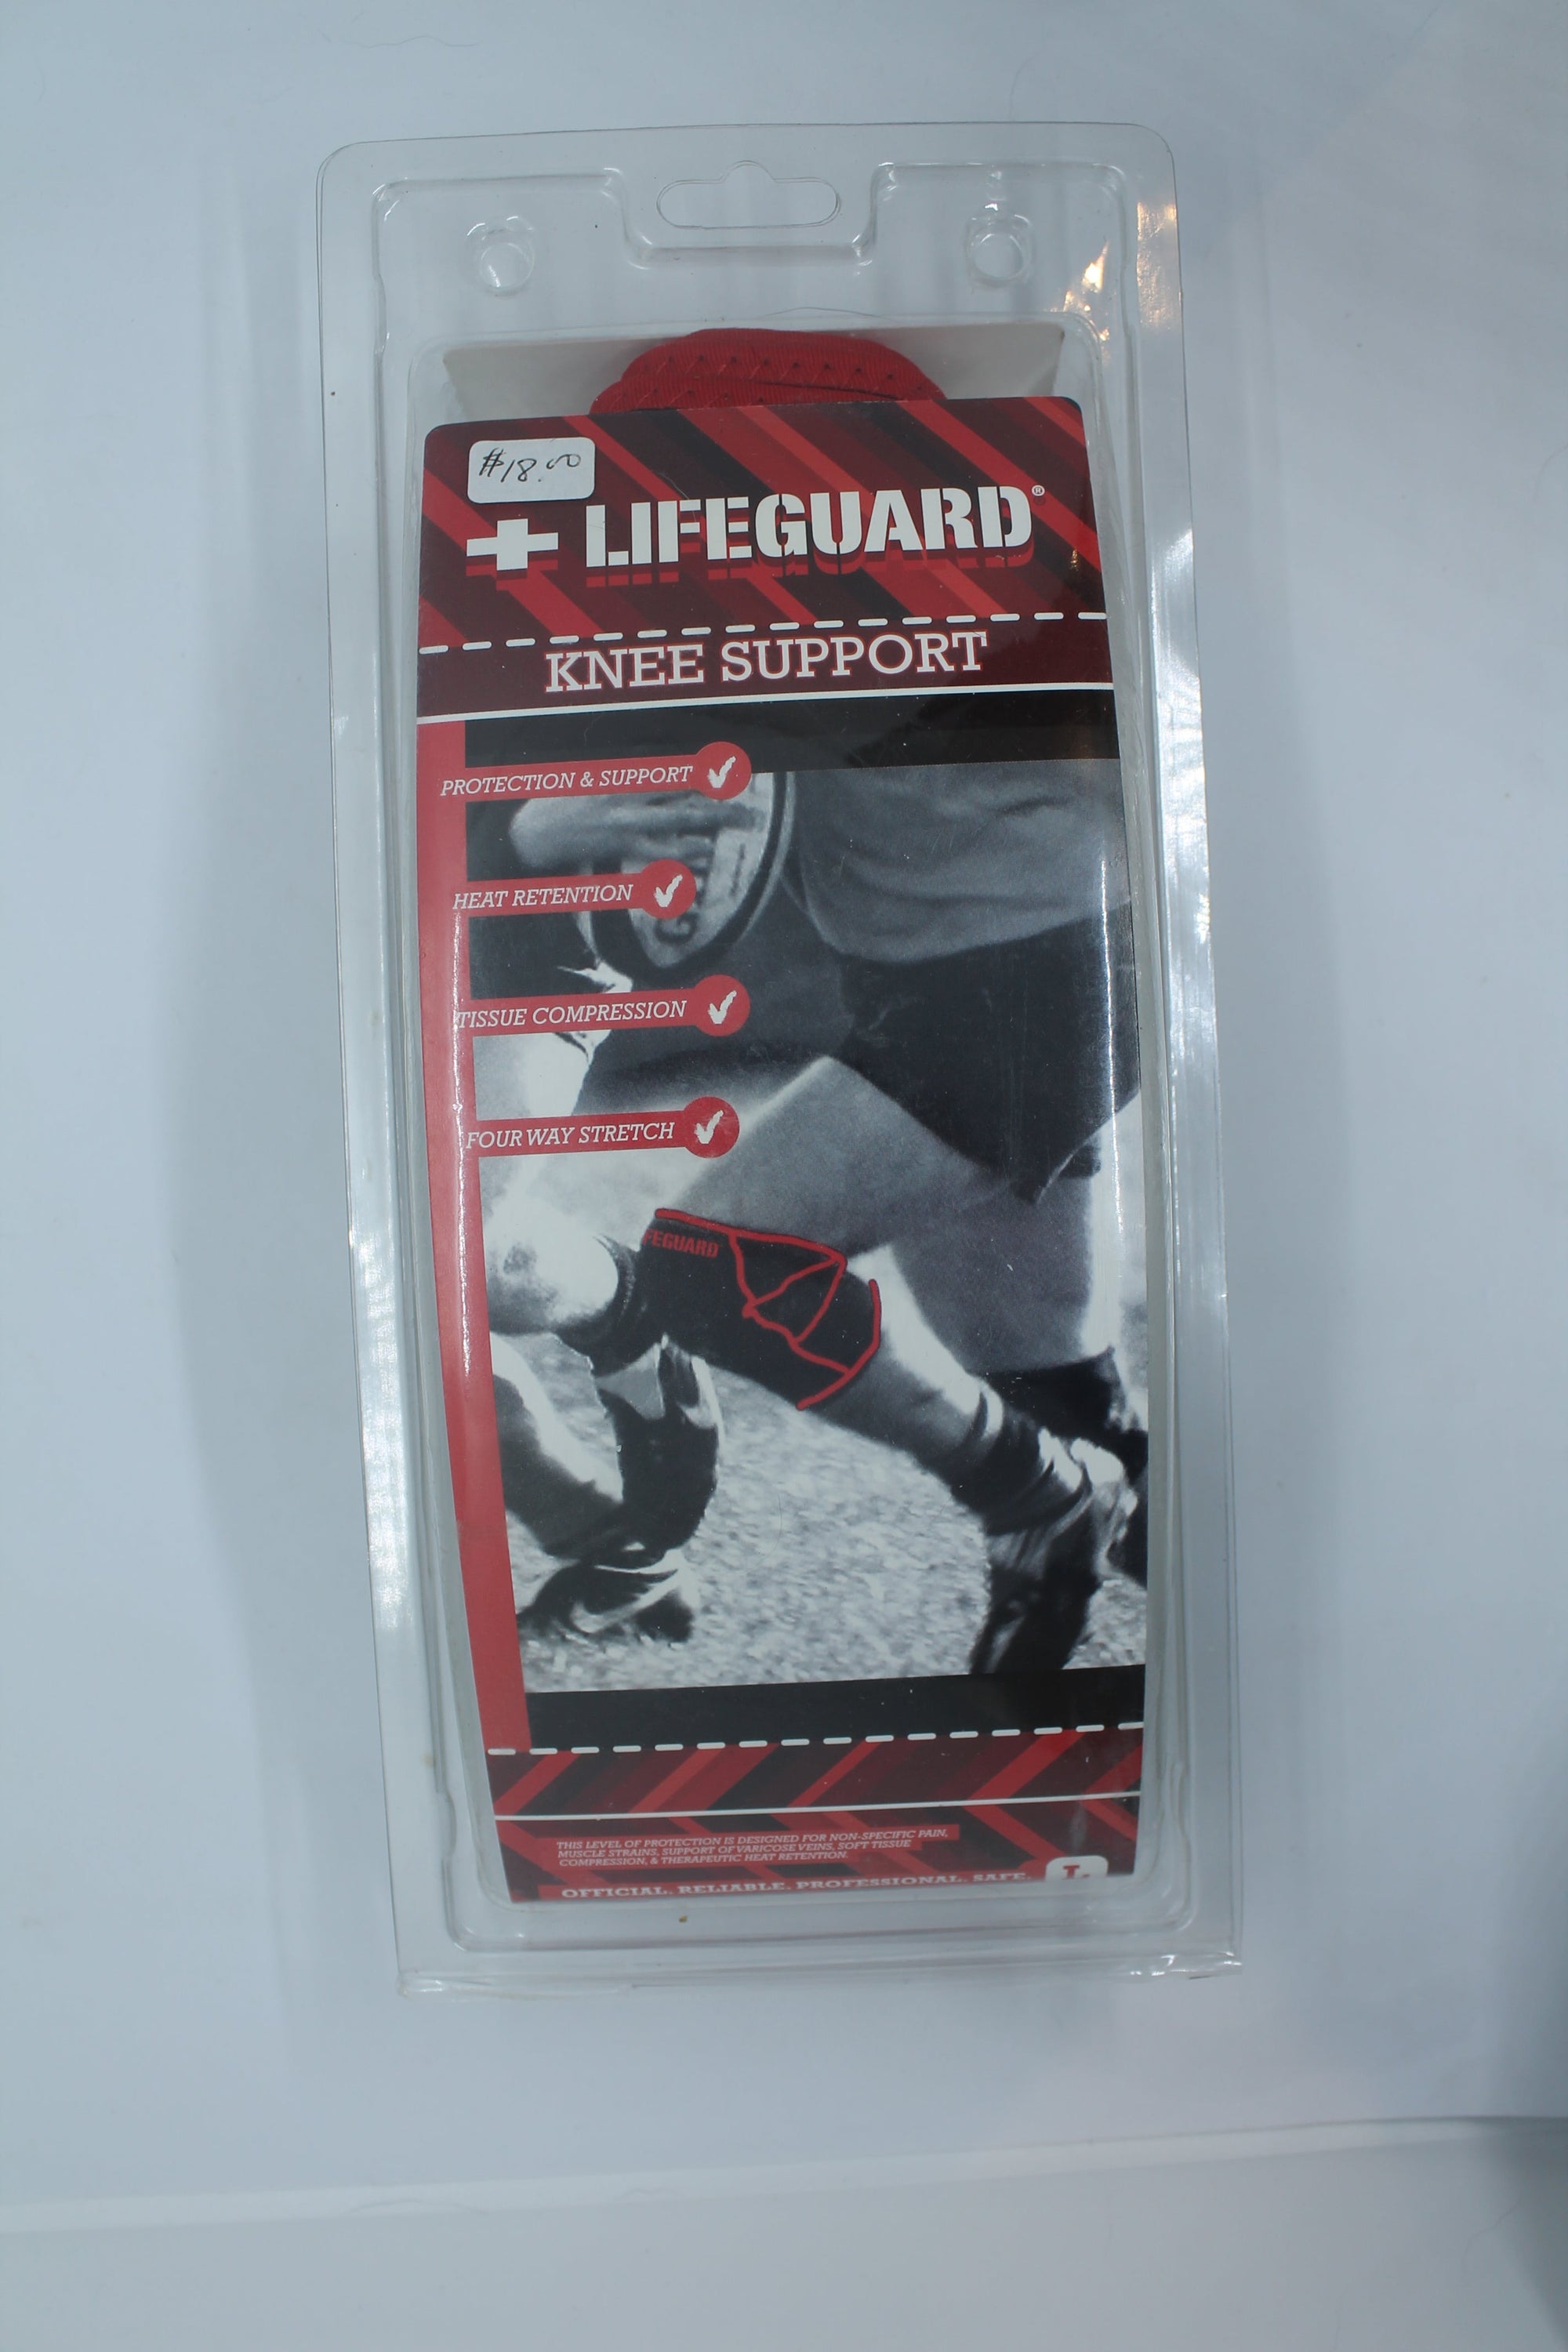 $18.00
LIFEGUARD®
KNEE SUPPORT
PROTECTION & SUPPORT
HEAT RETENTION
TISSUE COMPRESSION
FOUR WAY STRETCH
FEGUARD
THIS LEVEL OF PROTECTION IS DESIGNED FOR NON-SPECIFIC PAIN,
MUSCLE STRAINS, SUPPORT OF VARICOSE VEINS, SOFT TISSUE
COMPRESSION, & THERAPEUTIC HEAT RETENTION.
OFFICIAL. RELIABLE. PROFESSIONAL. SAFE.
L